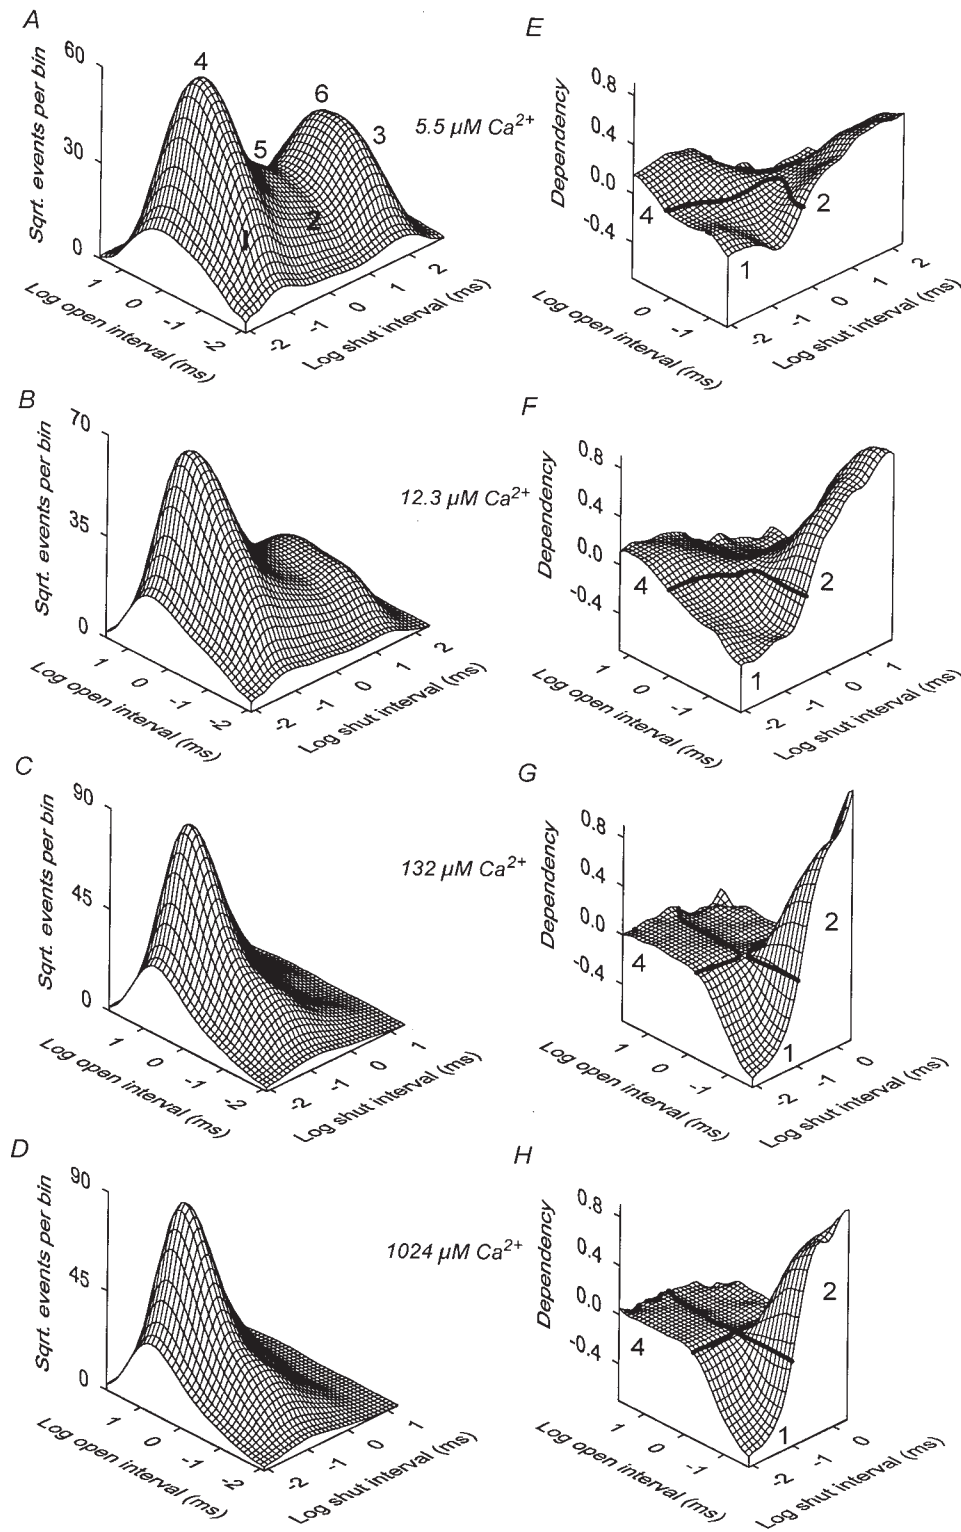 A
Sqrt. events per bin
60
30
0
4
6
5
3
1
2
1 0 -1 -2
Log open interval (ms)
-2 -1 0 1 2
Log shut interval (ms)
5.5 µM Ca2+
E
Dependency
0.8
0.4
0.0
-0.4
4
2
1
0 -1
Log open interval (ms)
-2 -1 0 1 2
Log shut interval (ms)
B
Sqrt. events per bin
70
35
0
1 0 -1 -2
Log open interval (ms)
-2 -1 0 1 2
Log shut interval (ms)
12.3 µM Ca2+
F
Dependency
0.8
0.4
0.0
-0.4
4
2
1
1 0 -1
Log open interval (ms)
-2 -1 0 1
Log shut interval (ms)
C
Sqrt. events per bin
90
45
0
1 0 -1 -2
Log open interval (ms)
-2 -1 0 1
Log shut interval (ms)
132 µM Ca2+
G
Dependency
0.8
0.4
0.0
-0.4
4
2
1
1 0 -1
Log open interval (ms)
-2 -1 0
Log shut interval (ms)
D
Sqrt. events per bin
90
45
0
1 0 -1 -2
Log open interval (ms)
-2 -1 0 1
Log shut interval (ms)
1024 µM Ca2+
H
Dependency
0.8
0.4
0.0
-0.4
4
2
1
1 0 -1
Log open interval (ms)
-2 -1 0
Log shut interval (ms)